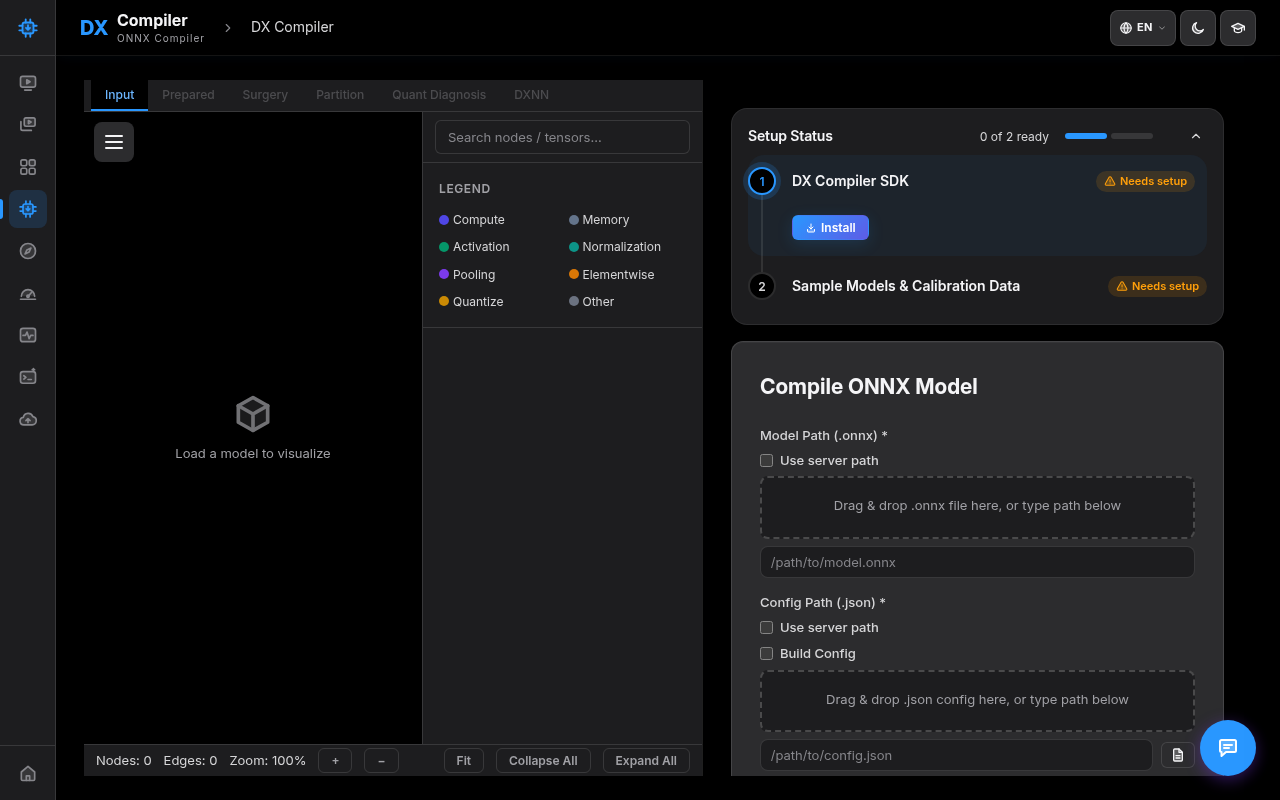 DX Compiler
ONNX Compiler
DX Compiler
EN
Input Prepared Surgery Partition Quant Diagnosis DXNN
Search nodes / tensors...
LEGEND
Compute Memory
Activation Normalization
Pooling Elementwise
Quantize Other
Load a model to visualize
Nodes: 0 Edges: 0 Zoom: 100% + − Fit Collapse All Expand All
Setup Status 0 of 2 ready
1 DX Compiler SDK Needs setup
Install
2 Sample Models & Calibration Data Needs setup
Compile ONNX Model
Model Path (.onnx) *
Use server path
Drag & drop .onnx file here, or type path below
/path/to/model.onnx
Config Path (.json) *
Use server path
Build Config
Drag & drop .json config here, or type path below
/path/to/config.json